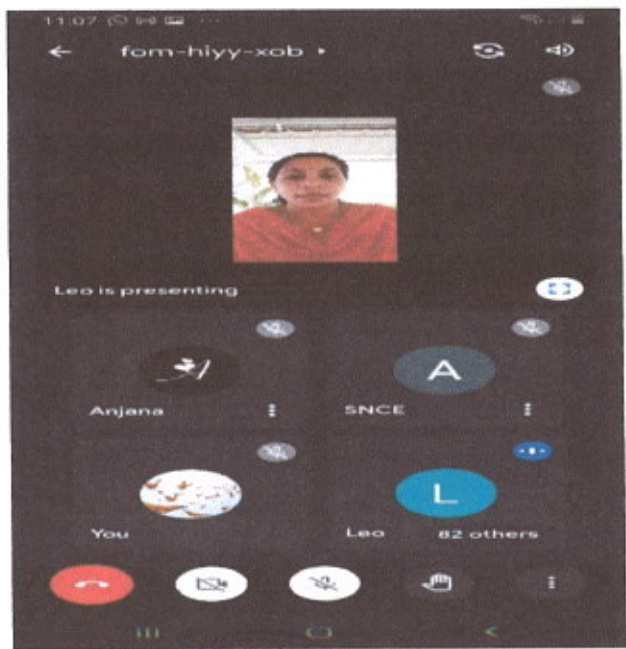 11:07
fom-hiyy-xob
Leo is presenting
Anjana
A
SNCE
You
L
Leo 82 others